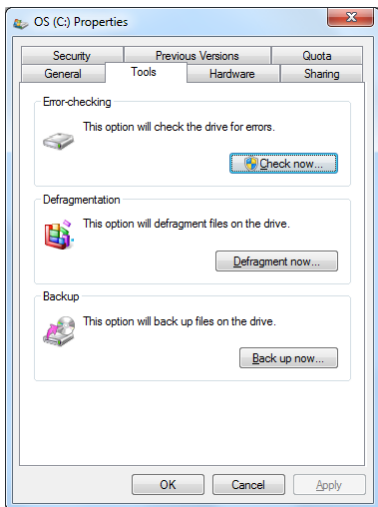 OS (C:) Properties
Security Previous Versions Quota
General Tools Hardware Sharing
Error-checking
This option will check the drive for errors.
Check now...
Defragmentation
This option will defragment files on the drive.
Defragment now...
Backup
This option will back up files on the drive.
Back up now...
OK Cancel Apply